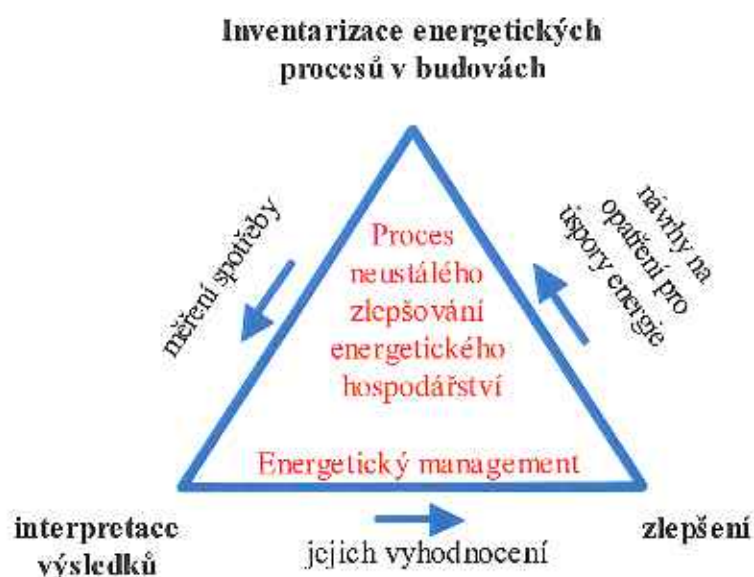 Inventarizace energetických
procesů v budovách
měření spotřeby
návrhy na
opatření pro
úspory energie
Proces
neustálého
zlepšování
energetického
hospodářství
Energetický management
interpretace
výsledků
jejich vyhodnocení
zlepšení